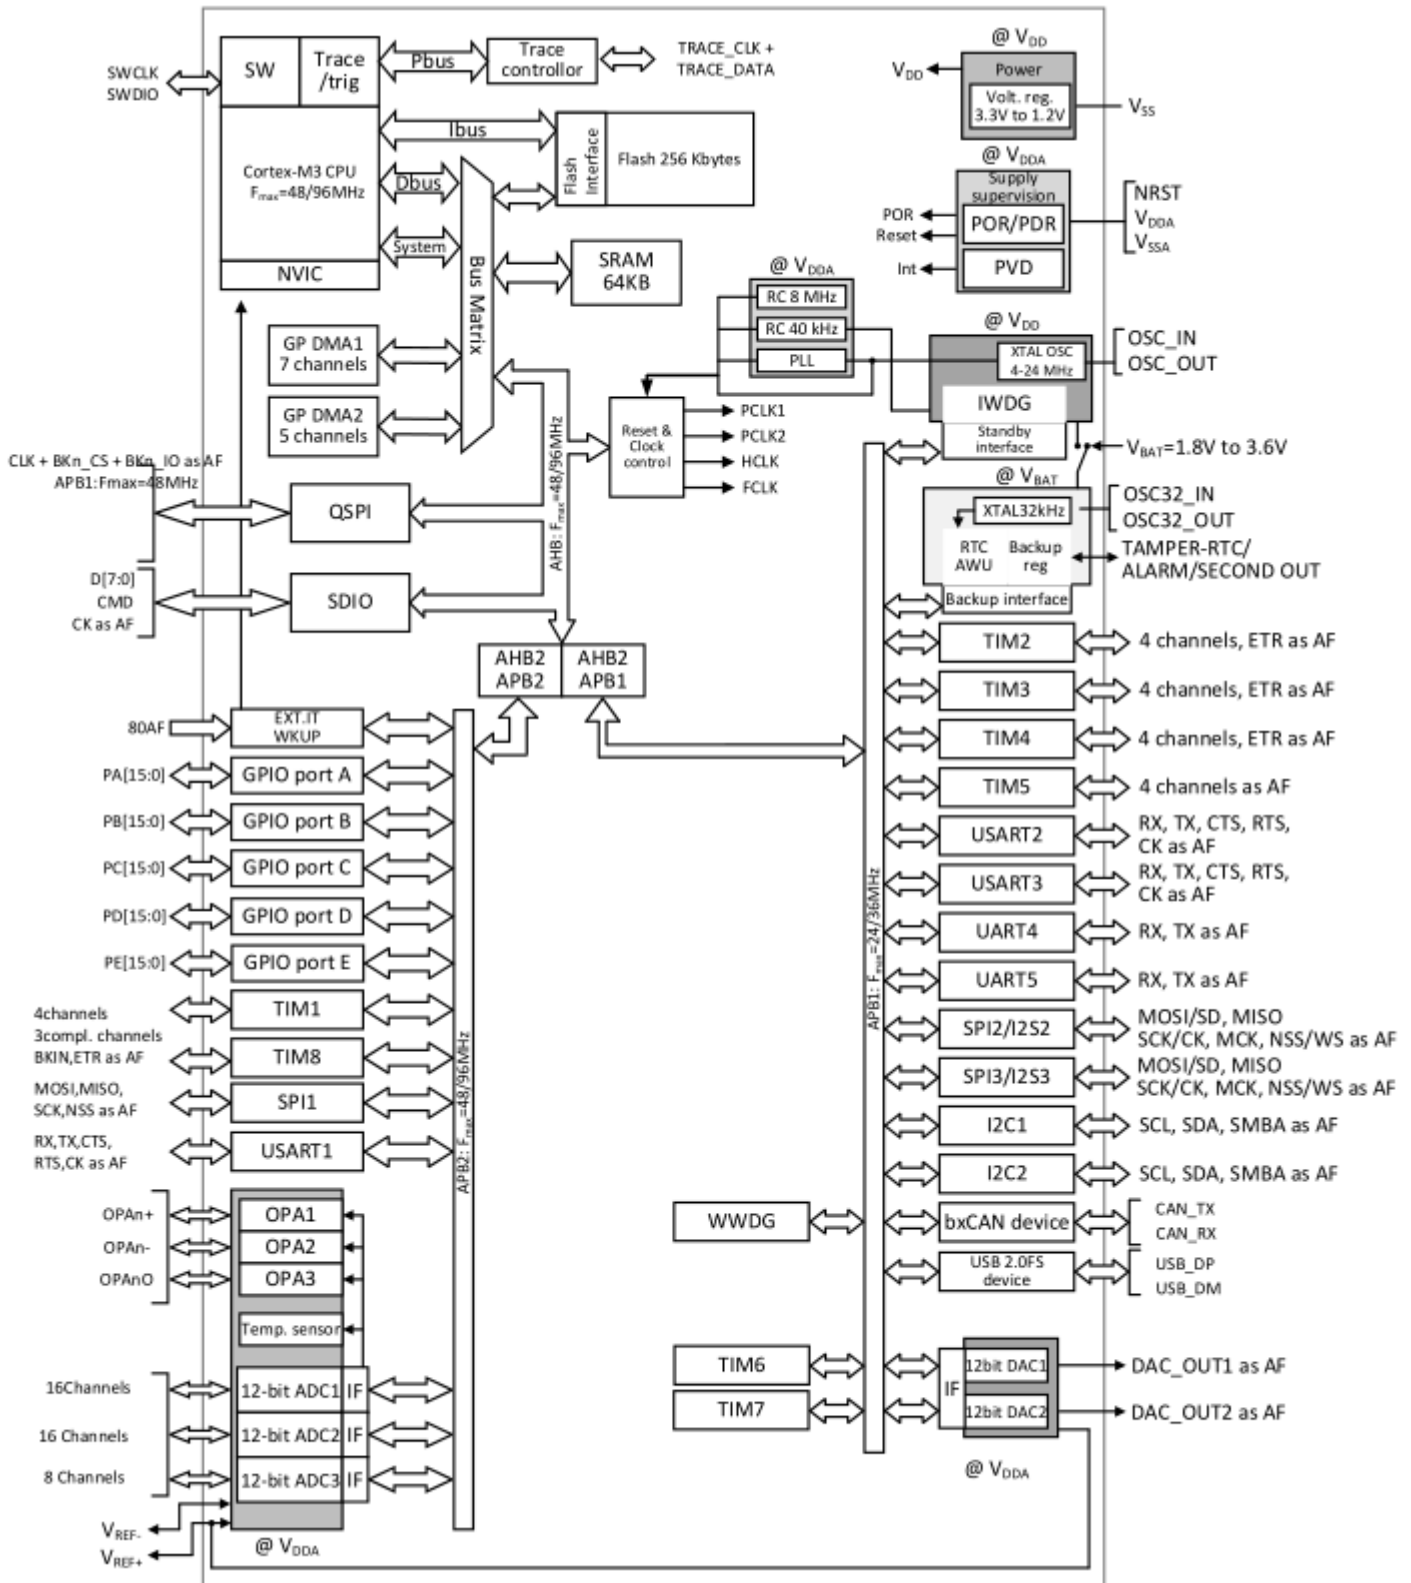 SWCLK
SWDIO
SW
Trace
/trig
Pbus
Trace
controllor
TRACE_CLK +
TRACE_DATA
Cortex-M3 CPU
Fmax=48/96MHz
NVIC
Ibus
Dbus
System
Flash
Interface
Flash 256 Kbytes
Bus Matrix
SRAM
64KB
GP DMA1
7 channels
GP DMA2
5 channels
@ VDD
VDD
Power
Volt. reg.
3.3V to 1.2V
VSS
@ VDDA
Supply
supervision
POR
Reset
POR/PDR
Int
PVD
NRST
VDDA
VSSA
@ VDDA
RC 8 MHz
RC 40 kHz
PLL
@ VDD
XTAL OSC
4-24 MHz
OSC_IN
OSC_OUT
IWDG
Standby
interface
VBAT=1.8V to 3.6V
Reset &
Clock
control
PCLK1
PCLK2
HCLK
FCLK
@ VBAT
XTAL32kHz
OSC32_IN
OSC32_OUT
RTC
AWU
Backup
reg
TAMPER-RTC/
ALARM/SECOND OUT
Backup interface
CLK + BKn_CS + BKn_IO as AF
APB1:Fmax=48MHz
QSPI
D[7:0]
CMD
CK as AF
SDIO
AHB: Fmax=48/96MHz
AHB2
APB2
AHB2
APB1
80AF
EXT.IT
WKUP
PA[15:0]
GPIO port A
PB[15:0]
GPIO port B
PC[15:0]
GPIO port C
PD[15:0]
GPIO port D
PE[15:0]
GPIO port E
4channels
3compl. channels
BKIN,ETR as AF
TIM1
TIM8
MOSI,MISO,
SCK,NSS as AF
SPI1
RX,TX,CTS,
RTS,CK as AF
USART1
APB2: Fmax=48/96MHz
OPAn+
OPA1
OPAn-
OPA2
OPAnO
OPA3
Temp. sensor
16Channels
12-bit ADC1
IF
16 Channels
12-bit ADC2
IF
8 Channels
12-bit ADC3
IF
VREF-
VREF+
@ VDDA
APB1: Fmax=24/36MHz
TIM2
4 channels, ETR as AF
TIM3
4 channels, ETR as AF
TIM4
4 channels, ETR as AF
TIM5
4 channels as AF
USART2
RX, TX, CTS, RTS,
CK as AF
USART3
RX, TX, CTS, RTS,
CK as AF
UART4
RX, TX as AF
UART5
RX, TX as AF
SPI2/I2S2
MOSI/SD, MISO
SCK/CK, MCK, NSS/WS as AF
SPI3/I2S3
MOSI/SD, MISO
SCK/CK, MCK, NSS/WS as AF
I2C1
SCL, SDA, SMBA as AF
I2C2
SCL, SDA, SMBA as AF
WWDG
bxCAN device
CAN_TX
CAN_RX
USB 2.0FS
device
USB_DP
USB_DM
TIM6
TIM7
IF
12bit DAC1
DAC_OUT1 as AF
12bit DAC2
DAC_OUT2 as AF
@ VDDA